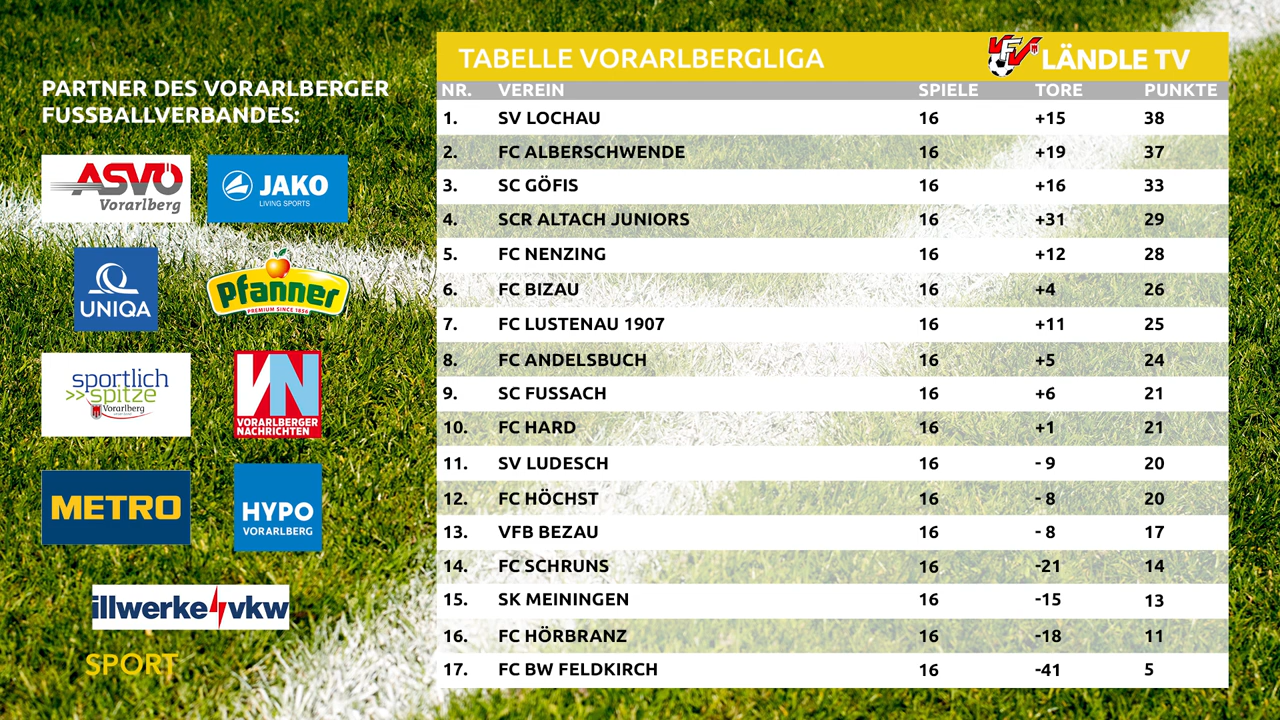 PARTNER DES VORARLBERGER
FUSSBALLVERBANDES:
ASVÖ
Vorarlberg
JAKO
LIVING SPORTS
UNIQA
Pfanner
PREMIUM SINCE 1856
sportlich
>>spitze
Vorarlberg
VN
VORARLBERGER
NACHRICHTEN
METRO
HYPO
VORARLBERG
illwerke vkw
SPORT
TABELLE VORARLBERGLIGA
VFV
LÄNDLE TV
NR. VEREIN SPIELE TORE PUNKTE
1. SV LOCHAU 16 +15 38
2. FC ALBERSCHWENDE 16 +19 37
3. SC GÖFIS 16 +16 33
4. SCR ALTACH JUNIORS 16 +31 29
5. FC NENZING 16 +12 28
6. FC BIZAU 16 +4 26
7. FC LUSTENAU 1907 16 +11 25
8. FC ANDELSBUCH 16 +5 24
9. SC FUSSACH 16 +6 21
10. FC HARD 16 +1 21
11. SV LUDESCH 16 - 9 20
12. FC HÖCHST 16 - 8 20
13. VFB BEZAU 16 - 8 17
14. FC SCHRUNS 16 -21 14
15. SK MEININGEN 16 -15 13
16. FC HÖRBRANZ 16 -18 11
17. FC BW FELDKIRCH 16 -41 5